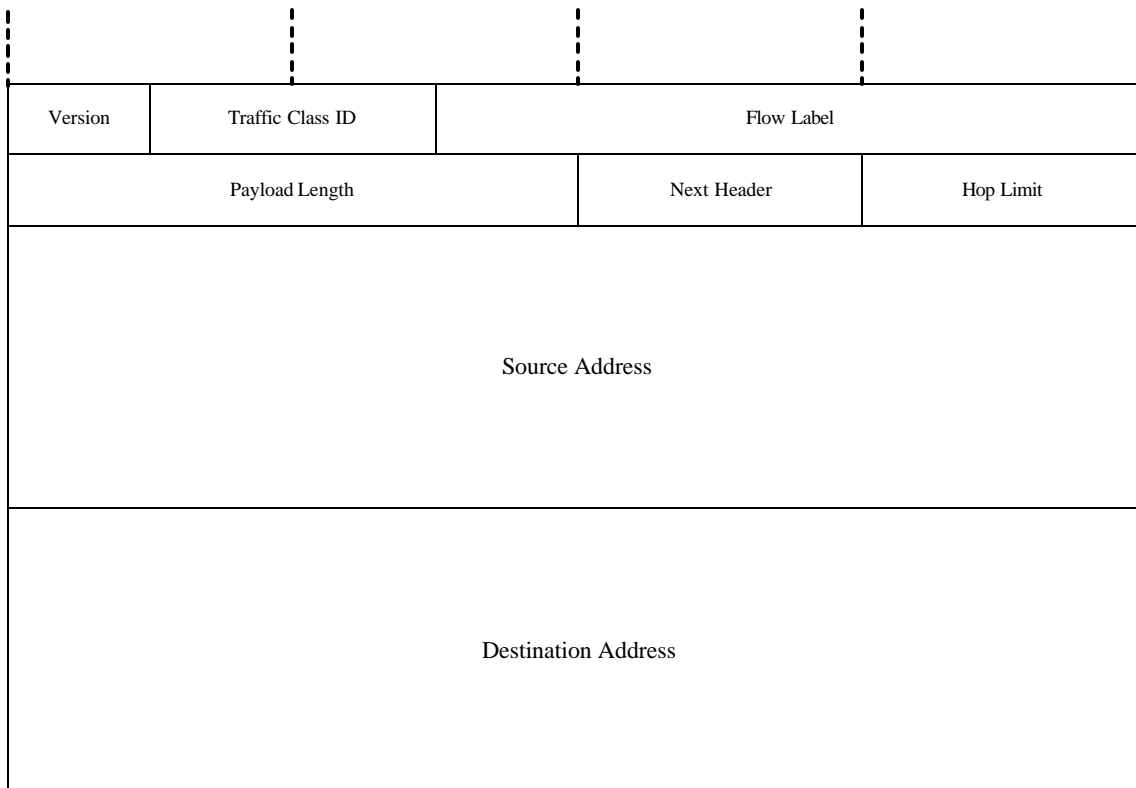 Version
Traffic Class ID
Flow Label
Payload Length
Next Header
Hop Limit
Source Address
Destination Address